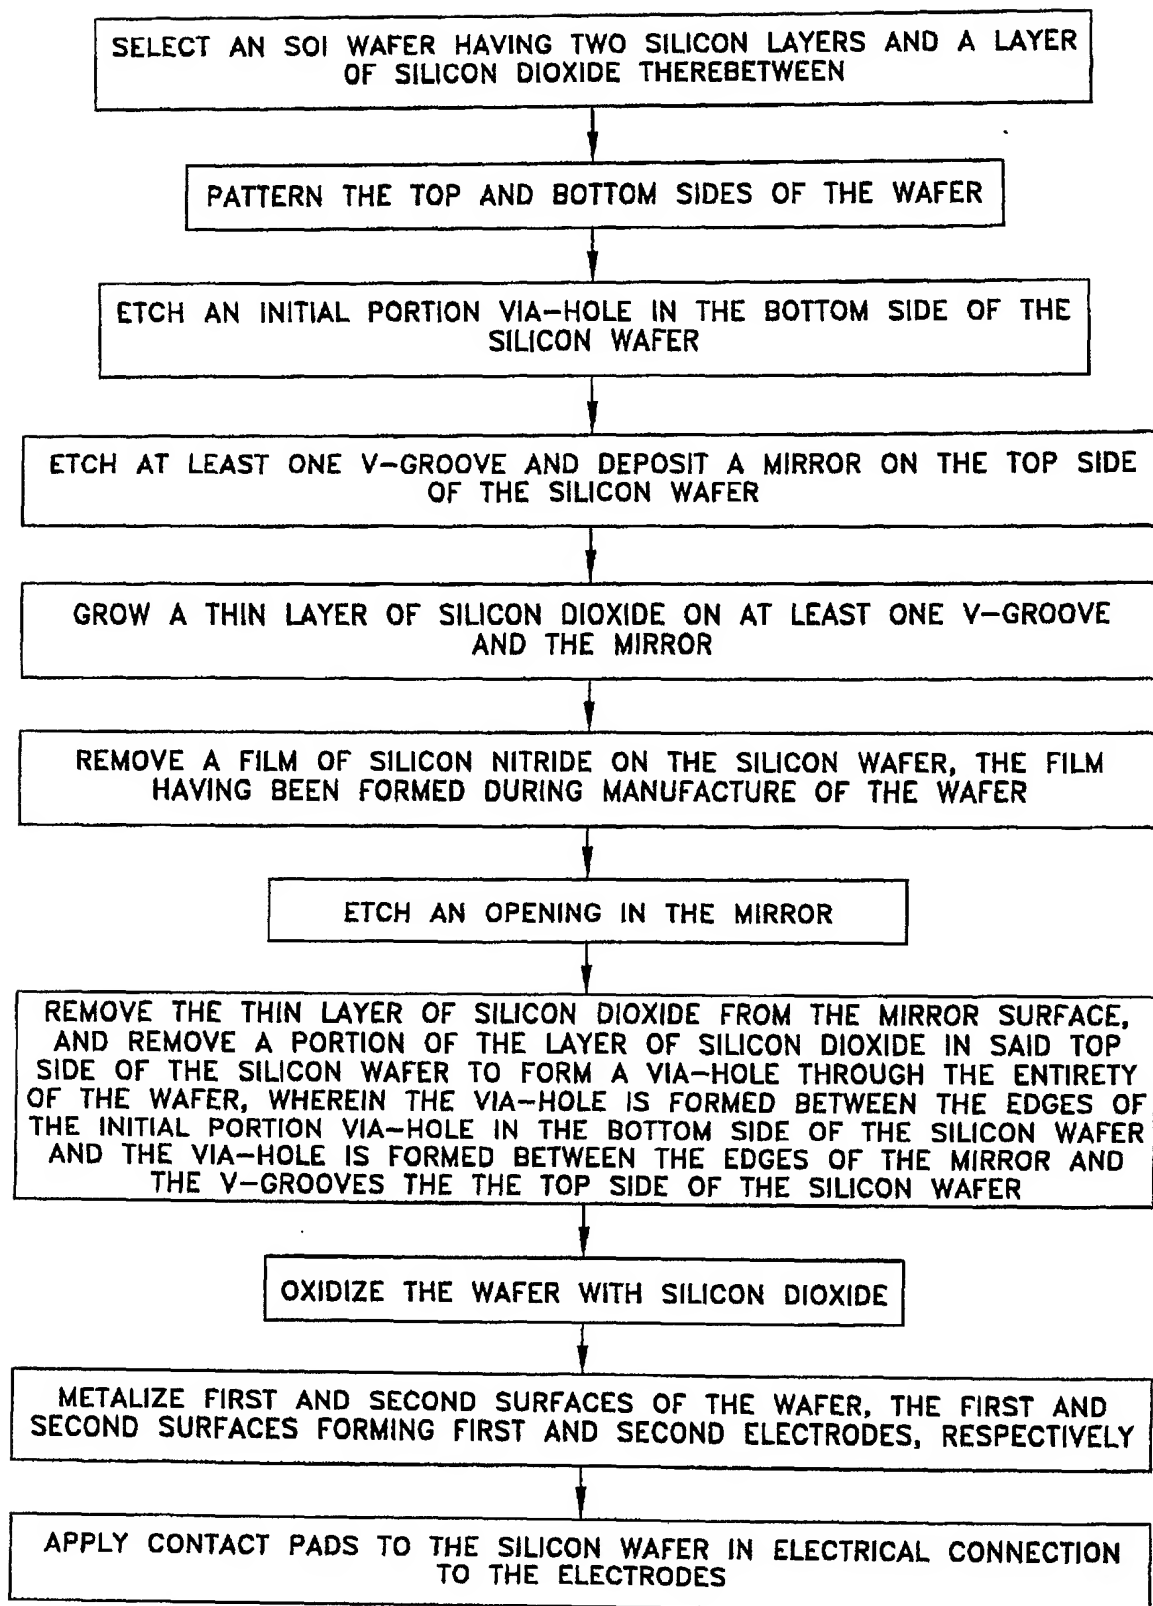 SELECT AN SOI WAFER HAVING TWO SILICON LAYERS AND A LAYER
OF SILICON DIOXIDE THEREBETWEEN
PATTERN THE TOP AND BOTTOM SIDES OF THE WAFER
ETCH AN INITIAL PORTION VIA-HOLE IN THE BOTTOM SIDE OF THE
SILICON WAFER
ETCH AT LEAST ONE V-GROOVE AND DEPOSIT A MIRROR ON THE TOP SIDE
OF THE SILICON WAFER
GROW A THIN LAYER OF SILICON DIOXIDE ON AT LEAST ONE V-GROOVE
AND THE MIRROR
REMOVE A FILM OF SILICON NITRIDE ON THE SILICON WAFER, THE FILM
HAVING BEEN FORMED DURING MANUFACTURE OF THE WAFER
ETCH AN OPENING IN THE MIRROR
REMOVE THE THIN LAYER OF SILICON DIOXIDE FROM THE MIRROR SURFACE,
AND REMOVE A PORTION OF THE LAYER OF SILICON DIOXIDE IN SAID TOP
SIDE OF THE SILICON WAFER TO FORM A VIA-HOLE THROUGH THE ENTIRETY
OF THE WAFER, WHEREIN THE VIA-HOLE IS FORMED BETWEEN THE EDGES OF
THE INITIAL PORTION VIA-HOLE IN THE BOTTOM SIDE OF THE SILICON WAFER
AND THE VIA-HOLE IS FORMED BETWEEN THE EDGES OF THE MIRROR AND
THE V-GROOVES THE THE TOP SIDE OF THE SILICON WAFER
OXIDIZE THE WAFER WITH SILICON DIOXIDE
METALIZE FIRST AND SECOND SURFACES OF THE WAFER, THE FIRST AND
SECOND SURFACES FORMING FIRST AND SECOND ELECTRODES, RESPECTIVELY
APPLY CONTACT PADS TO THE SILICON WAFER IN ELECTRICAL CONNECTION
TO THE ELECTRODES